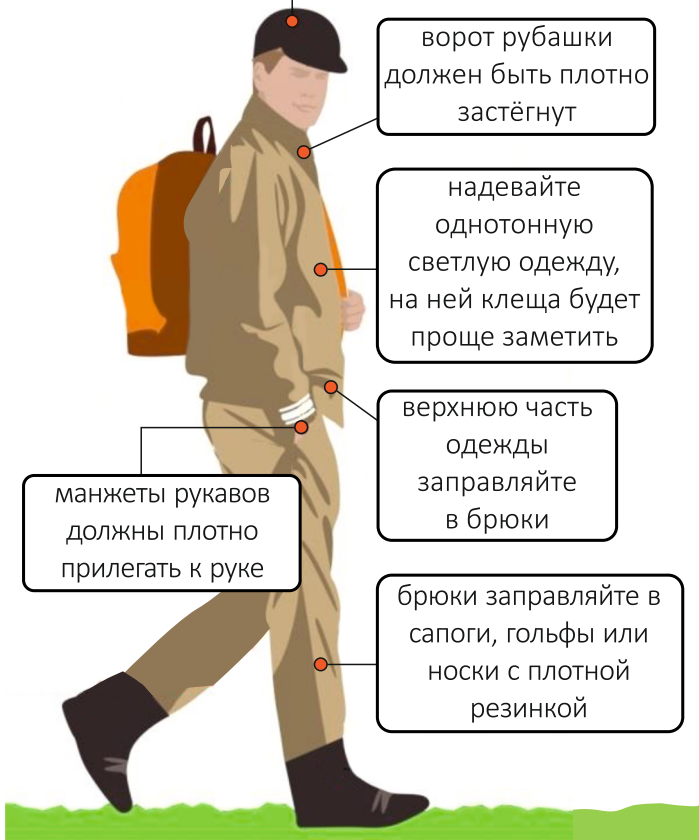 ворот рубашки
должен быть плотно
застёгнут
надевайте
однотонную
светлую одежду,
на ней клеща будет
проще заметить
верхнюю часть
одежды
заправляйте
в брюки
манжеты рукавов
должны плотно
прилегать к руке
брюки заправляйте в
сапоги, гольфы или
носки с плотной
резинкой